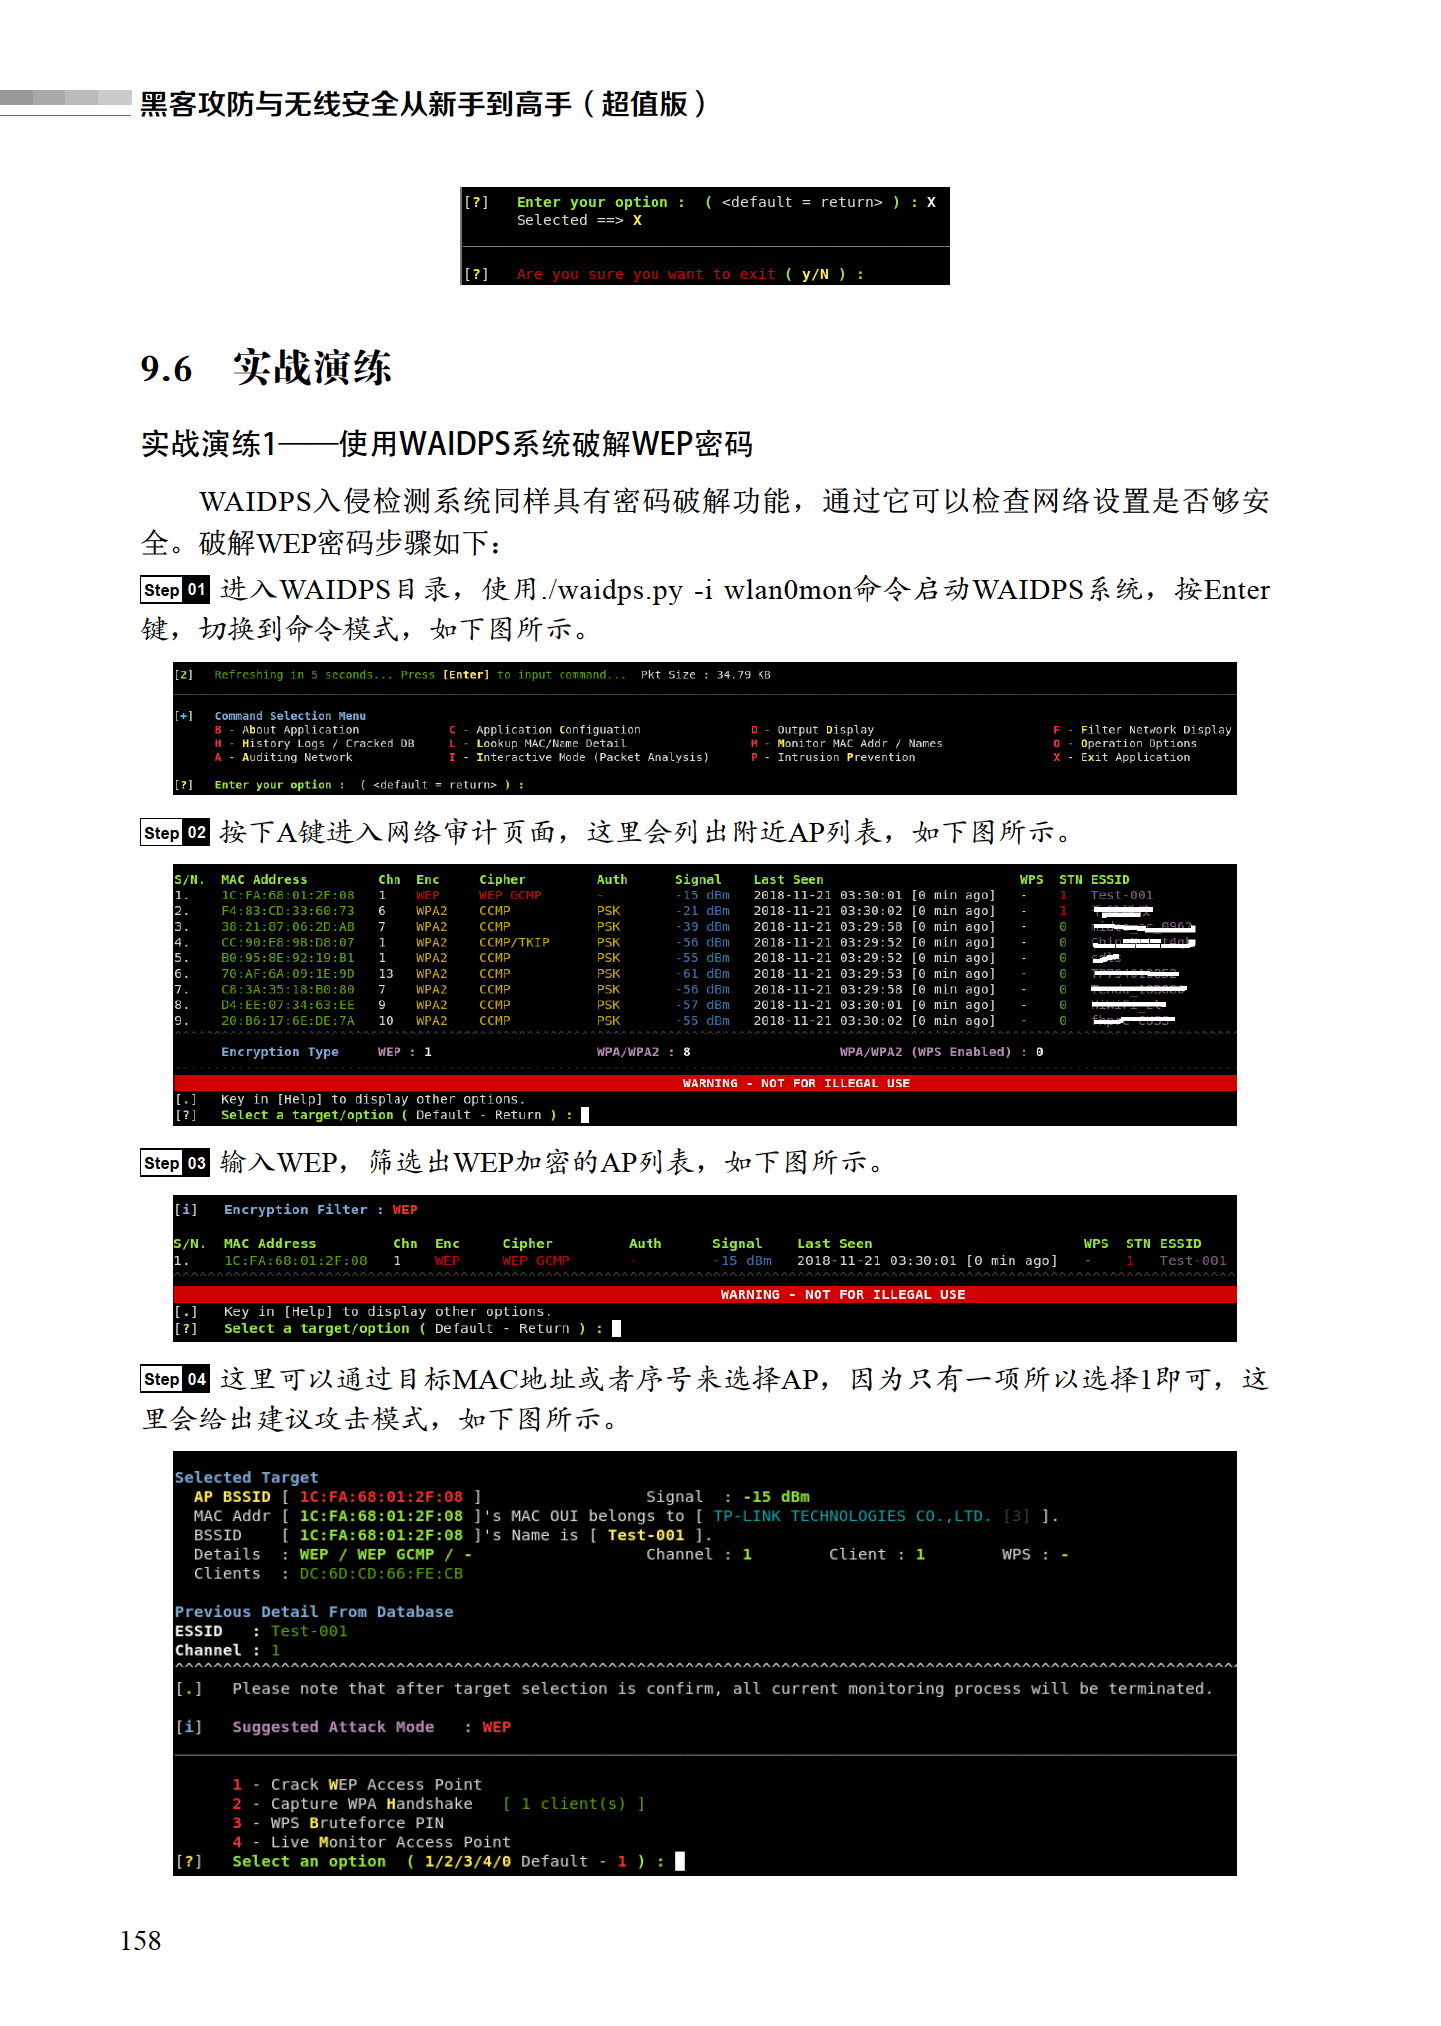 黑客攻防与无线安全从新手到高手（超值版）
[?] Enter your option : ( <default = return> ) : X
Selected ==> X
[?] Are you sure you want to exit ( y/N ) :
9.6 实战演练
实战演练1——使用WAIDPS系统破解WEP密码
WAIDPS入侵检测系统同样具有密码破解功能，通过它可以检查网络设置是否够安
全。破解WEP密码步骤如下：
Step 01 进入WAIDPS目录，使用./waidps.py -i wlan0mon命令启动WAIDPS系统，按Enter
键，切换到命令模式，如下图所示。
[2] Refreshing in 5 seconds... Press [Enter] to input command... Pkt Size : 34.79 KB
[+] Command Selection Menu
B - About Application C - Application Configuation D - Output Display F - Filter Network Display
H - History Logs / Cracked DB L - Lookup MAC/Name Detail M - Monitor MAC Addr / Names O - Operation Options
A - Auditing Network I - Interactive Mode (Packet Analysis) P - Intrusion Prevention X - Exit Application
[?] Enter your option : ( <default = return> ) :
Step 02 按下A键进入网络审计页面，这里会列出附近AP列表，如下图所示。
S/N. MAC Address Chn Enc Cipher Auth Signal Last Seen WPS STN ESSID
1. 1C:FA:68:01:2F:08 1 WEP WEP GCMP - -15 dBm 2018-11-21 03:30:01 [0 min ago] - 1 Test-001
2. F4:83:CD:33:60:73 6 WPA2 CCMP PSK -21 dBm 2018-11-21 03:30:02 [0 min ago] - 1
3. 38:21:87:06:2D:AB 7 WPA2 CCMP PSK -39 dBm 2018-11-21 03:29:58 [0 min ago] - 0
4. CC:90:E8:9B:D8:07 1 WPA2 CCMP/TKIP PSK -56 dBm 2018-11-21 03:29:52 [0 min ago] - 0
5. B0:95:8E:92:19:B1 1 WPA2 CCMP PSK -55 dBm 2018-11-21 03:29:52 [0 min ago] - 0
6. 70:AF:6A:09:1E:9D 13 WPA2 CCMP PSK -61 dBm 2018-11-21 03:29:53 [0 min ago] - 0
7. C8:3A:35:18:B0:80 7 WPA2 CCMP PSK -56 dBm 2018-11-21 03:29:58 [0 min ago] - 0
8. D4:EE:07:34:63:EE 9 WPA2 CCMP PSK -57 dBm 2018-11-21 03:30:01 [0 min ago] - 0
9. 20:B6:17:6E:DE:7A 10 WPA2 CCMP PSK -55 dBm 2018-11-21 03:30:02 [0 min ago] - 0
Encryption Type WEP : 1 WPA/WPA2 : 8 WPA/WPA2 (WPS Enabled) : 0
WARNING - NOT FOR ILLEGAL USE
[.] Key in [Help] to display other options.
[?] Select a target/option ( Default - Return ) :
Step 03 输入WEP，筛选出WEP加密的AP列表，如下图所示。
[i] Encryption Filter : WEP
S/N. MAC Address Chn Enc Cipher Auth Signal Last Seen WPS STN ESSID
1. 1C:FA:68:01:2F:08 1 WEP WEP GCMP - -15 dBm 2018-11-21 03:30:01 [0 min ago] - 1 Test-001
WARNING - NOT FOR ILLEGAL USE
[.] Key in [Help] to display other options.
[?] Select a target/option ( Default - Return ) :
Step 04 这里可以通过目标MAC地址或者序号来选择AP，因为只有一项所以选择1即可，这
里会给出建议攻击模式，如下图所示。
Selected Target
AP BSSID [ 1C:FA:68:01:2F:08 ] Signal : -15 dBm
MAC Addr [ 1C:FA:68:01:2F:08 ]'s MAC OUI belongs to [ TP-LINK TECHNOLOGIES CO.,LTD. [3] ].
BSSID [ 1C:FA:68:01:2F:08 ]'s Name is [ Test-001 ].
Details : WEP / WEP GCMP / - Channel : 1 Client : 1 WPS : -
Clients : DC:6D:CD:66:FE:CB
Previous Detail From Database
ESSID : Test-001
Channel : 1
^^^^^^^^^^^^^^^^^^^^^^^^^^^^^^^^^^^^^^^^^^^^^^^^^^^^^^^^^^^^^^^^^^^^^^^^^^^^^^^^^^^^^^^^^^^^^^^^^^^^^^^^^^^^^^^
[.] Please note that after target selection is confirm, all current monitoring process will be terminated.
[i] Suggested Attack Mode : WEP
1 - Crack WEP Access Point
2 - Capture WPA Handshake [ 1 client(s) ]
3 - WPS Bruteforce PIN
4 - Live Monitor Access Point
[?] Select an option ( 1/2/3/4/0 Default - 1 ) :
158